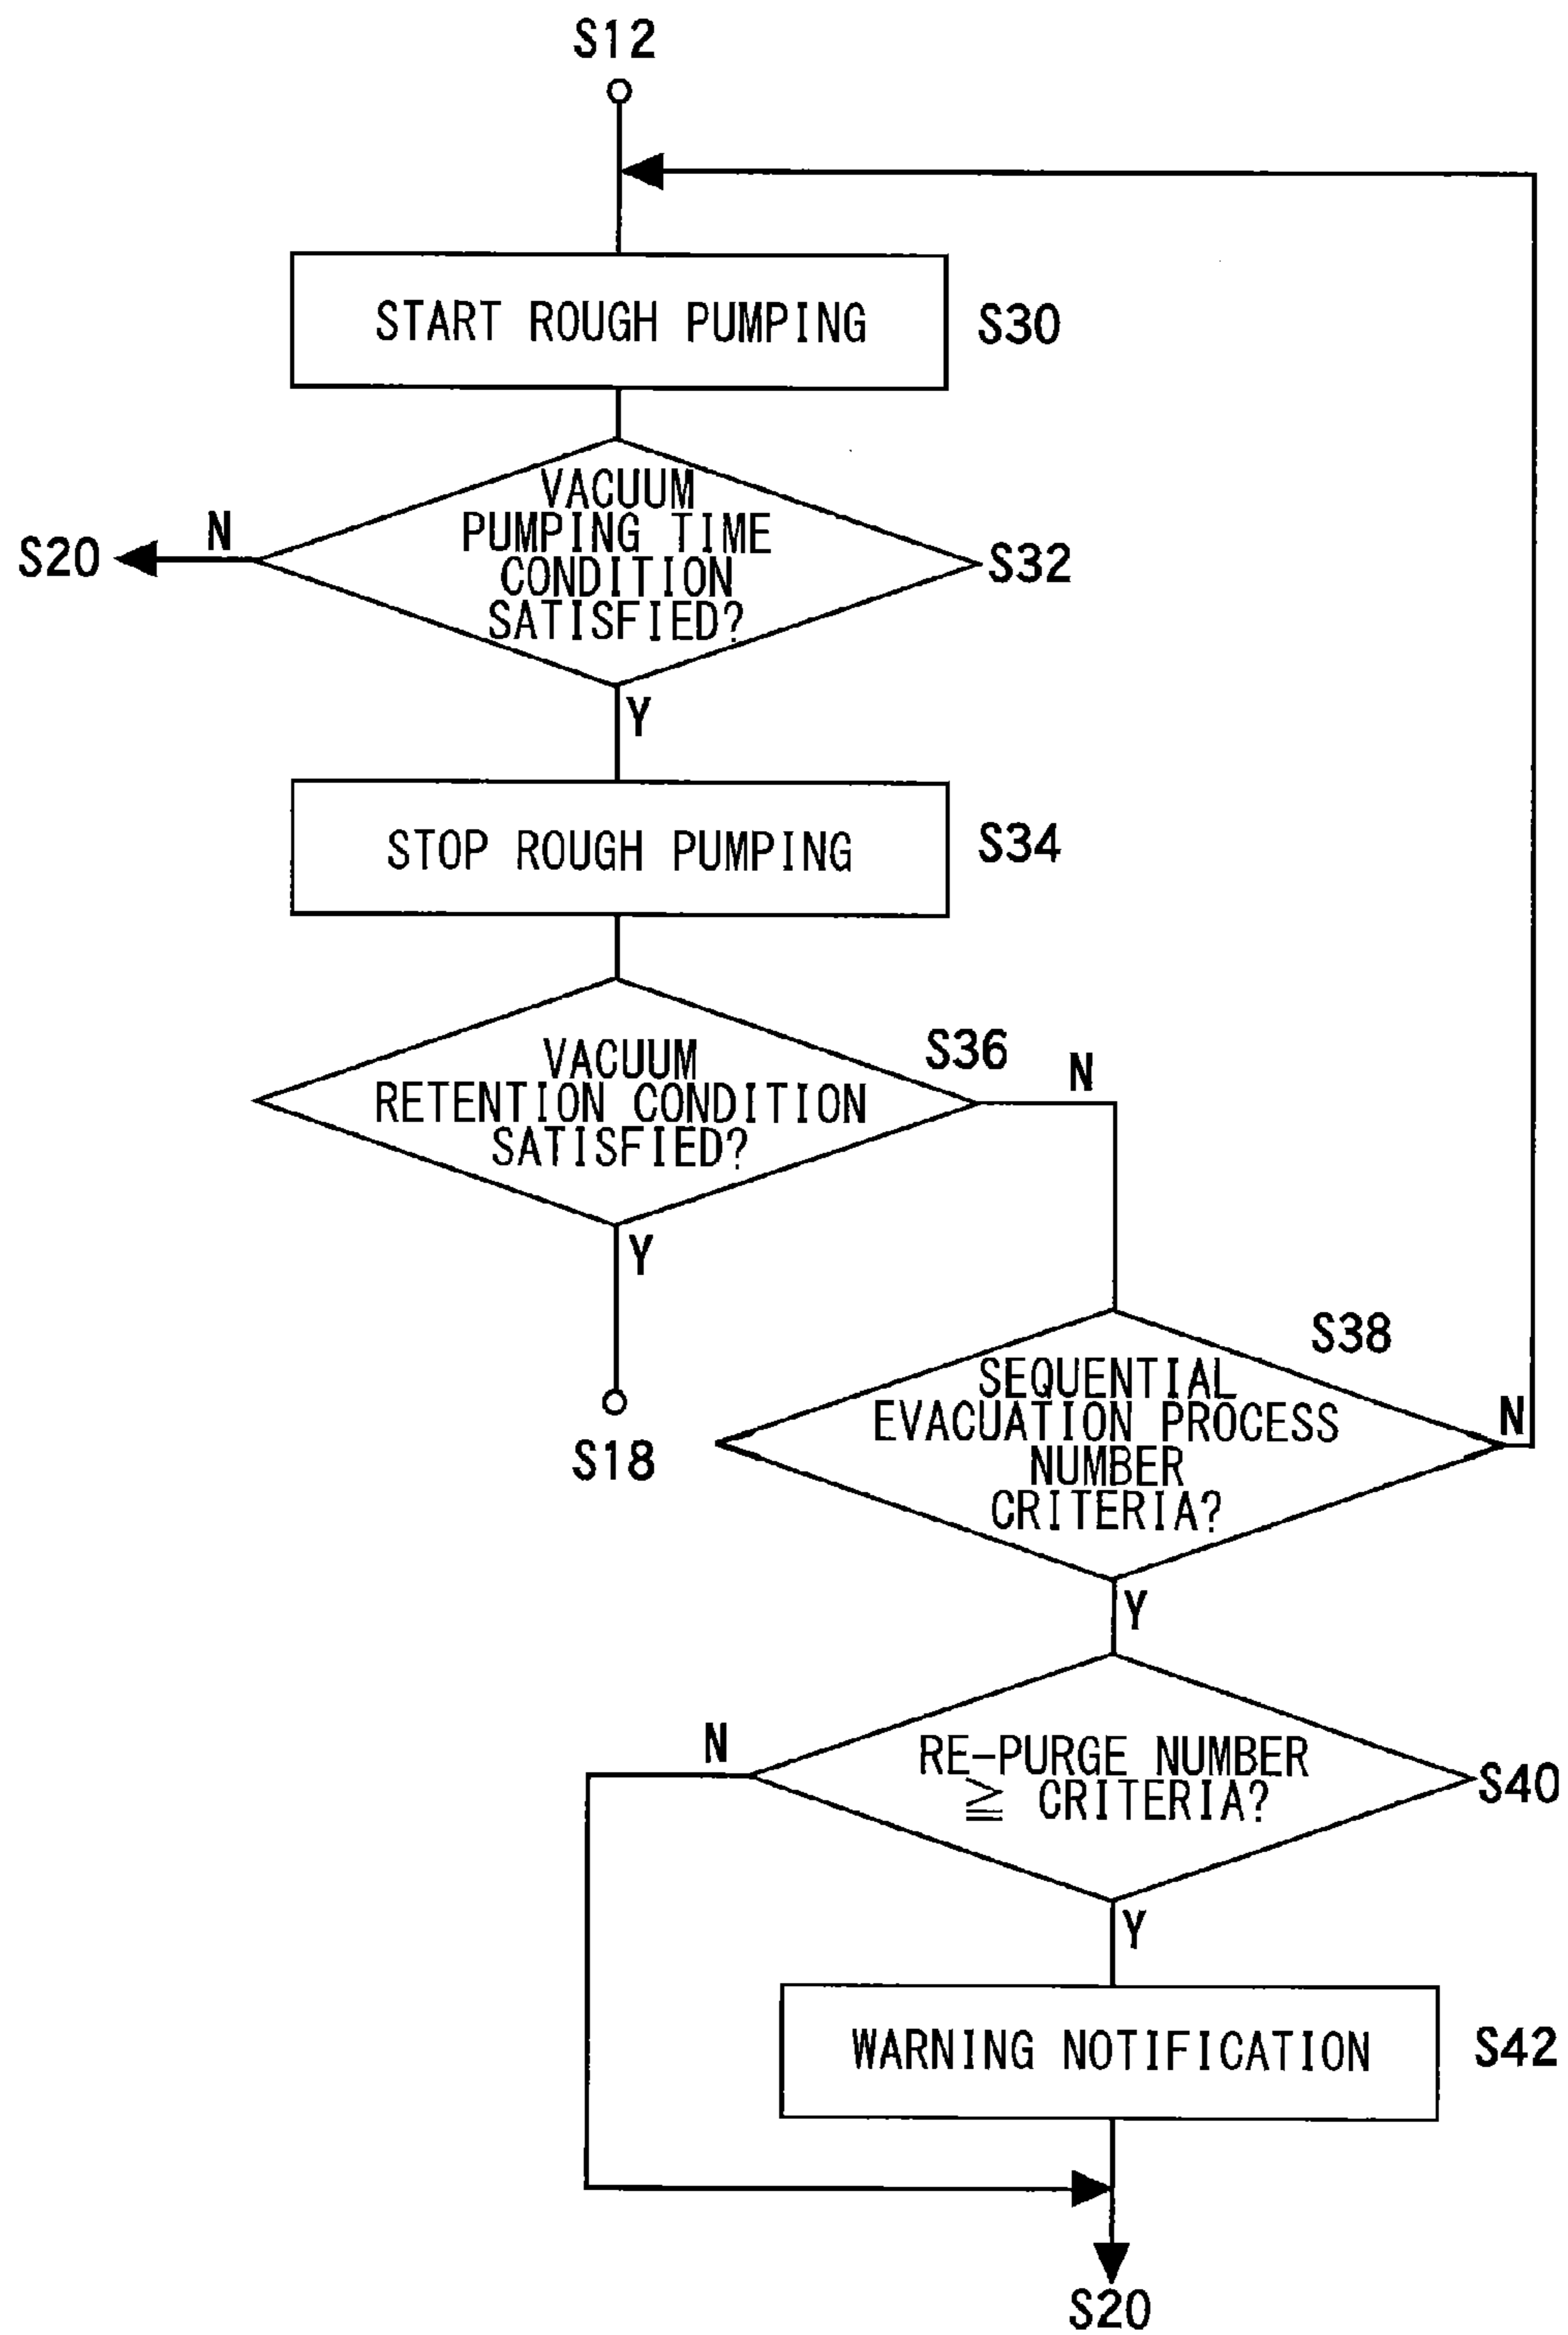 S12
START ROUGH PUMPING
S30
VACUUM
PUMPING TIME
CONDITION
SATISFIED?
S32
N
S20
Y
STOP ROUGH PUMPING
S34
VACUUM
RETENTION CONDITION
SATISFIED?
S36
N
Y
S18
S38
SEQUENTIAL
EVACUATION PROCESS
NUMBER
CRITERIA?
N
Y
RE-PURGE NUMBER
≧ CRITERIA?
S40
N
Y
WARNING NOTIFICATION
S42
S20